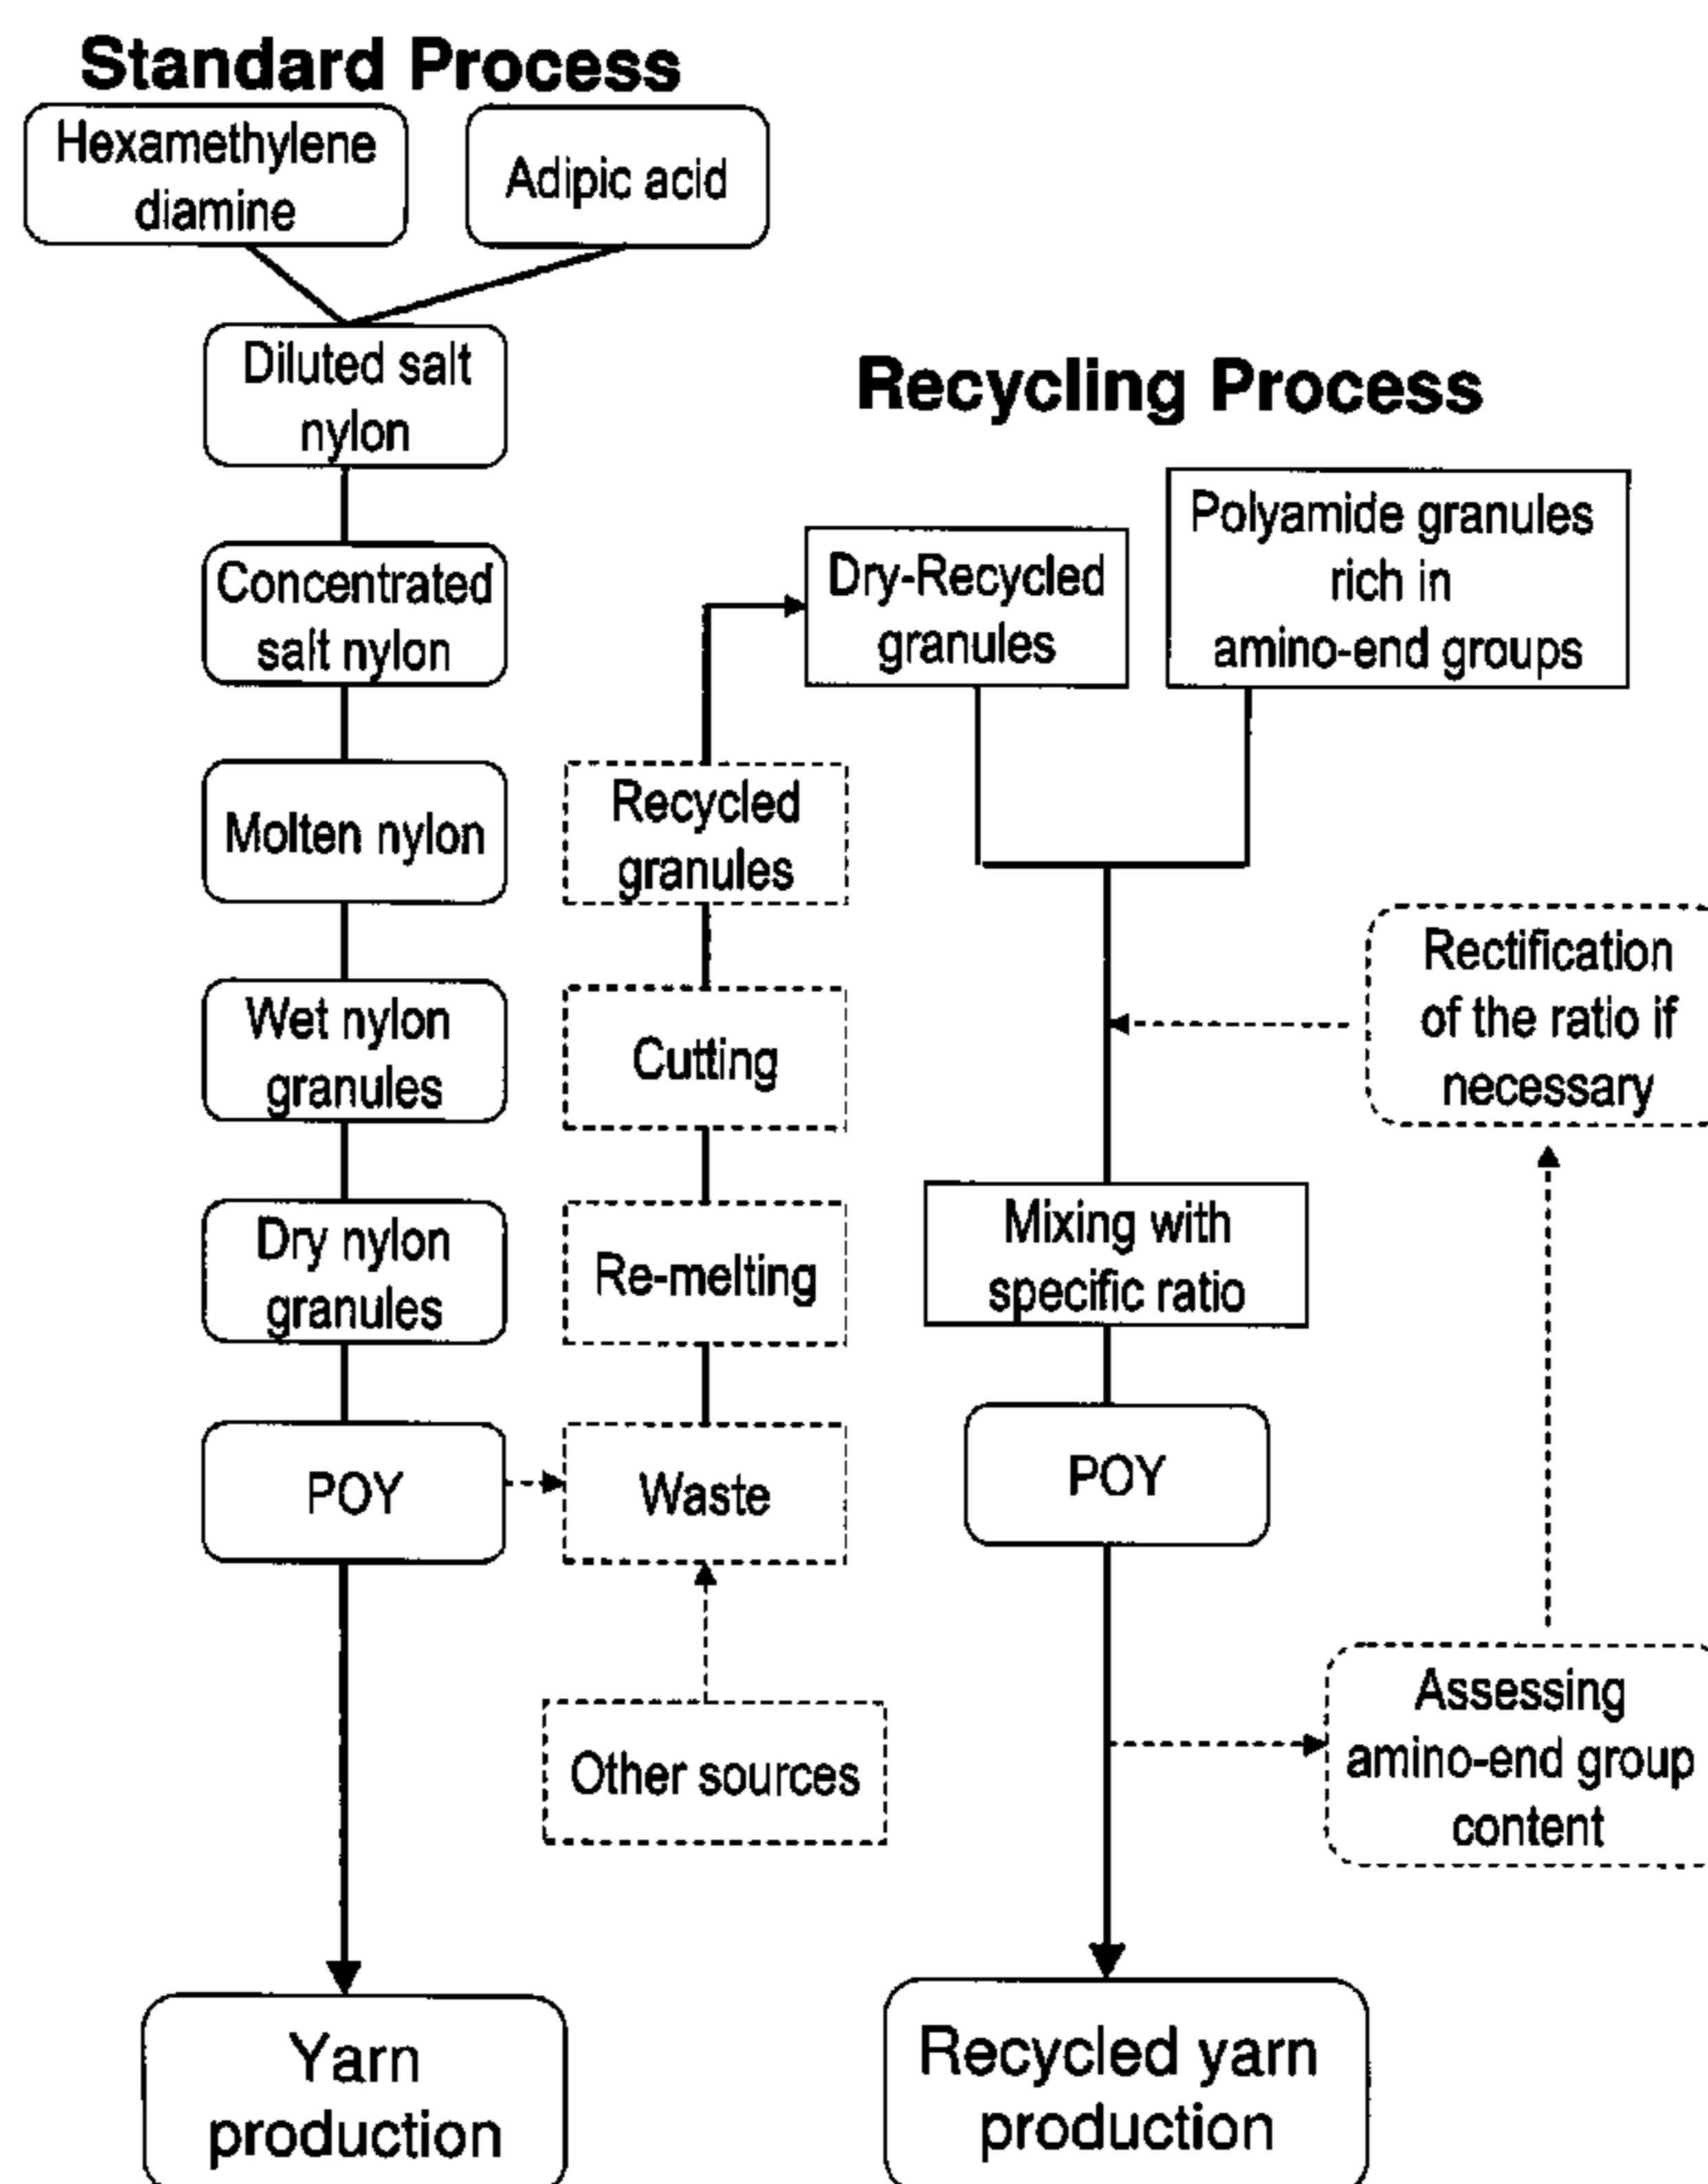 Standard Process
Hexamethylene
diamine
Adipic acid
Diluted salt
nylon
Concentrated
salt nylon
Molten nylon
Wet nylon
granules
Dry nylon
granules
POY
Yarn
production
Recycled
granules
Cutting
Re-melting
Waste
Other sources
Recycling Process
Dry-Recycled
granules
Polyamide granules
rich in
amino-end groups
Rectification
of the ratio if
necessary
Mixing with
specific ratio
POY
Assessing
amino-end group
content
Recycled yarn
production